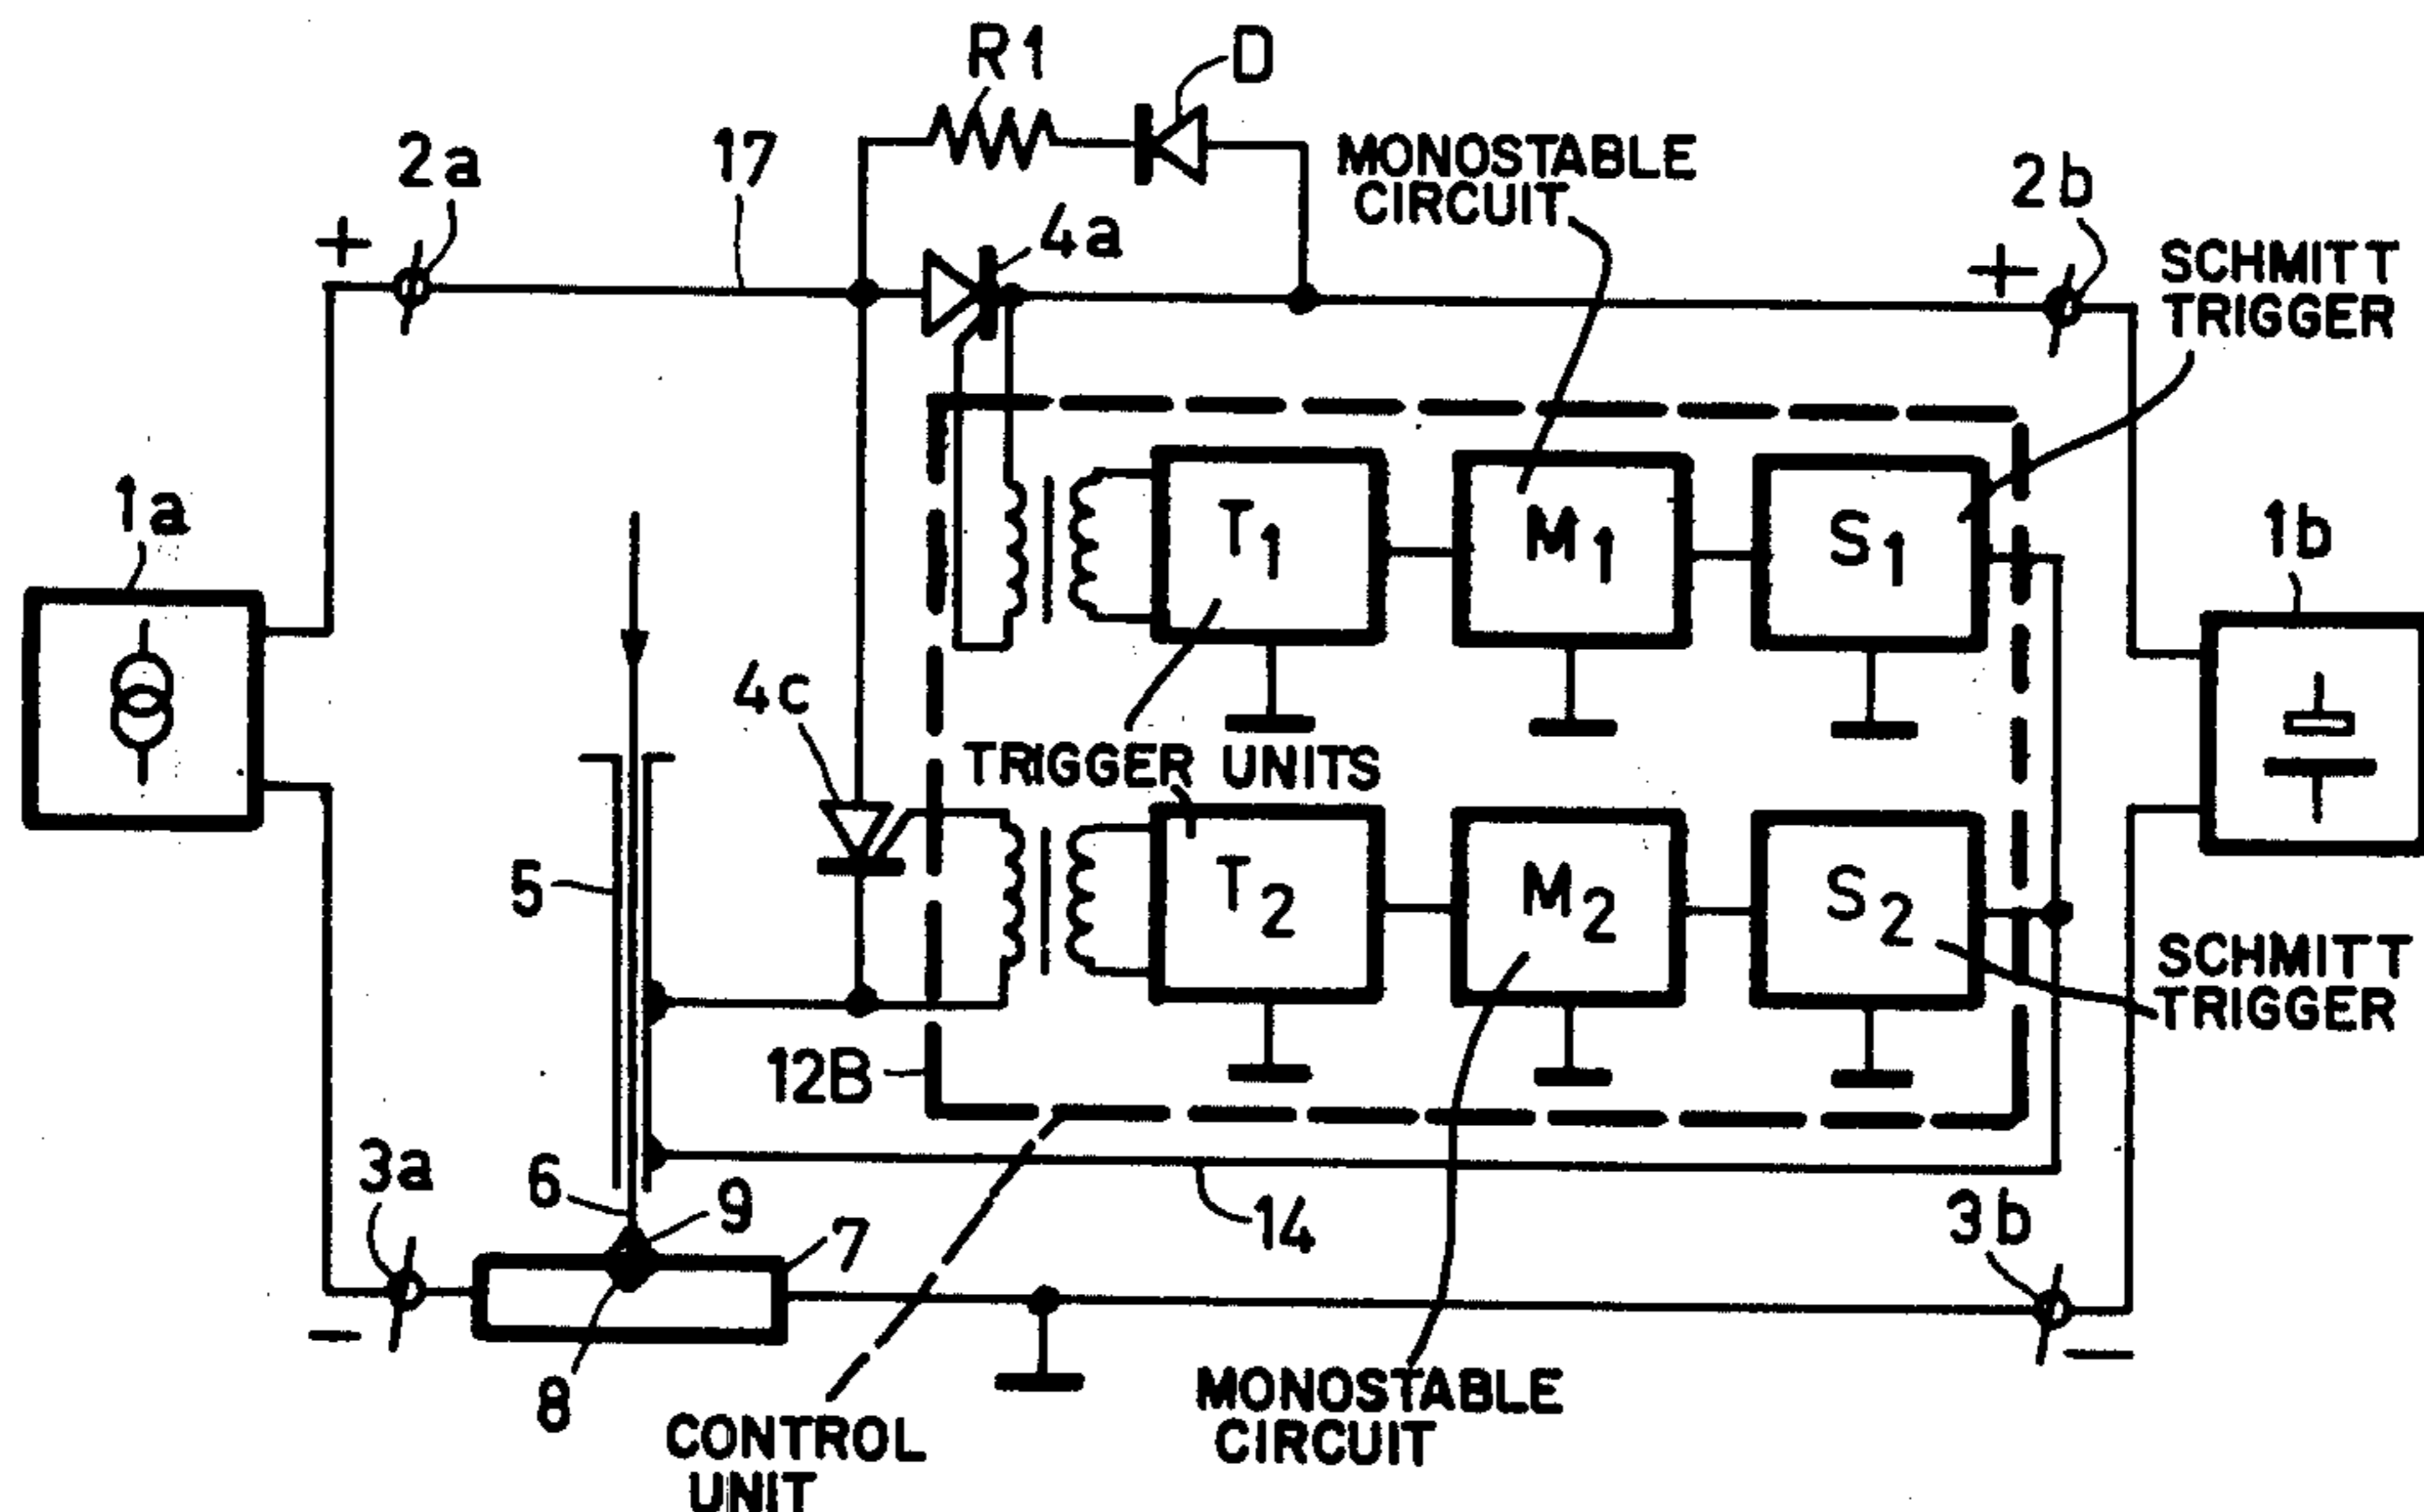 R1
D
2a
17
MONOSTABLE
CIRCUIT
2b
+
4a
+
SCHMITT
TRIGGER
1a
T1
M1
S1
1b
4c
TRIGGER UNITS
5
T2
M2
S2
SCHMITT
TRIGGER
12B
3a
6
9
7
14
3b
−
8
−
MONOSTABLE
CIRCUIT
CONTROL
UNIT